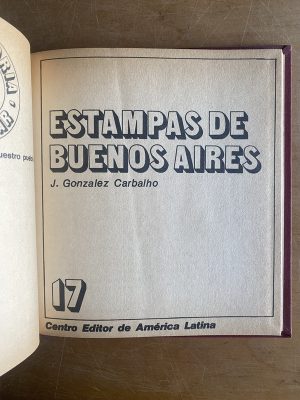 ESTAMPAS DE
BUENOS AIRES
J. Gonzalez Carbalho
17
Centro Editor de América Latina